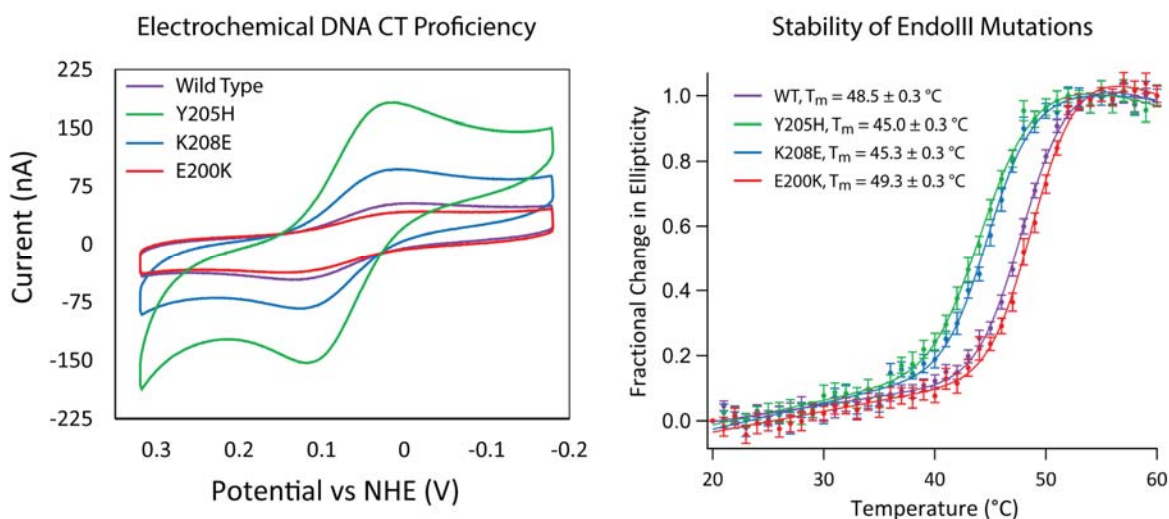 Electrochemical DNA CT Proficiency
225
150
75
0
-75
-150
-225
Current (nA)
Wild Type
Y205H
K208E
E200K
0.3
0.2
0.1
0
-0.1
-0.2
Potential vs NHE (V)
Stability of EndoIII Mutations
1.0
0.8
0.6
0.4
0.2
0.0
Fractional Change in Ellipticity
WT, Tm = 48.5 ± 0.3 °C
Y205H, Tm = 45.0 ± 0.3 °C
K208E, Tm = 45.3 ± 0.3 °C
E200K, Tm = 49.3 ± 0.3 °C
20
30
40
50
60
Temperature (°C)